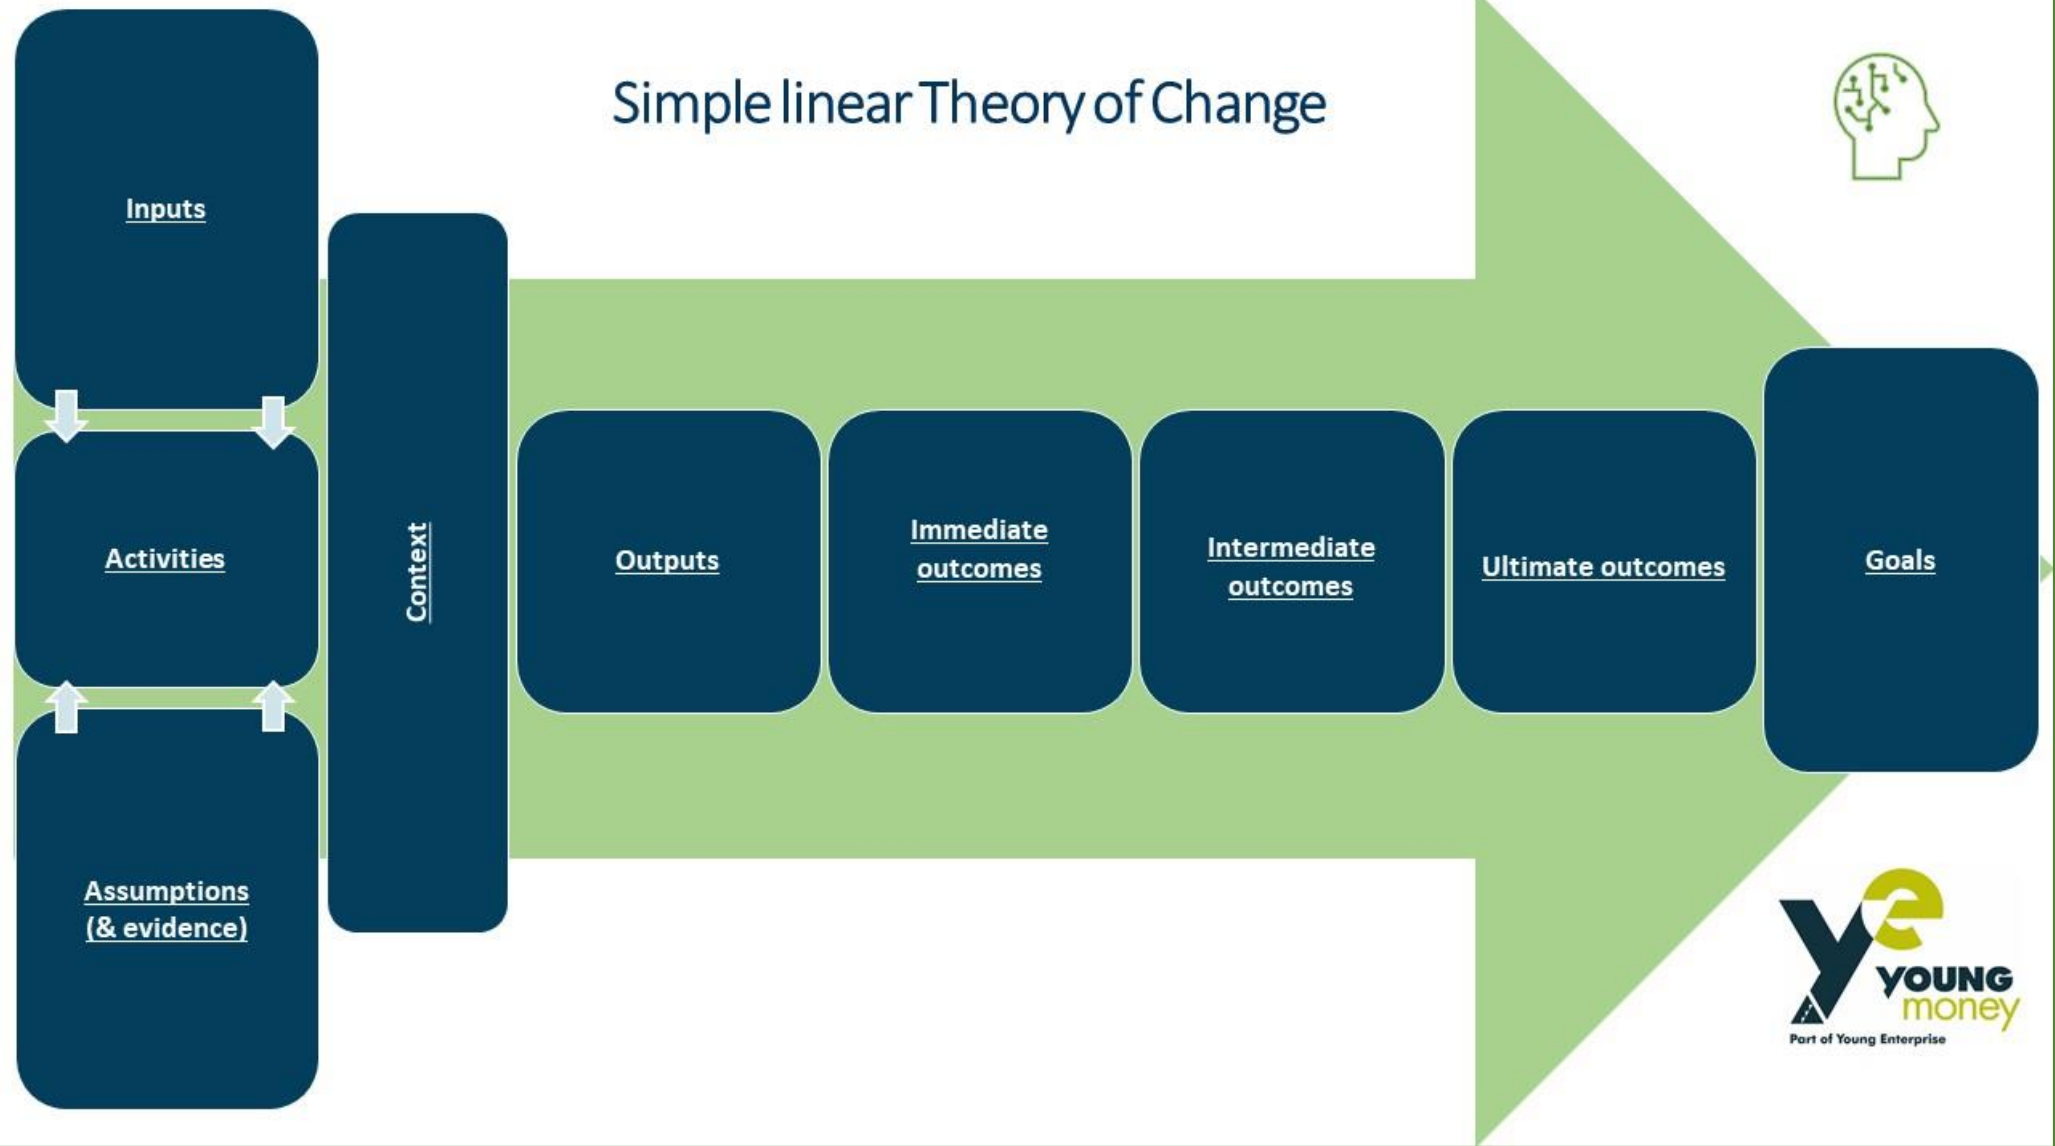 Simple linear Theory of Change
Inputs
Activities
Assumptions
(& evidence)
Context
Outputs
Immediate
outcomes
Intermediate
outcomes
Ultimate outcomes
Goals
ye
YOUNG
money
Part of Young Enterprise